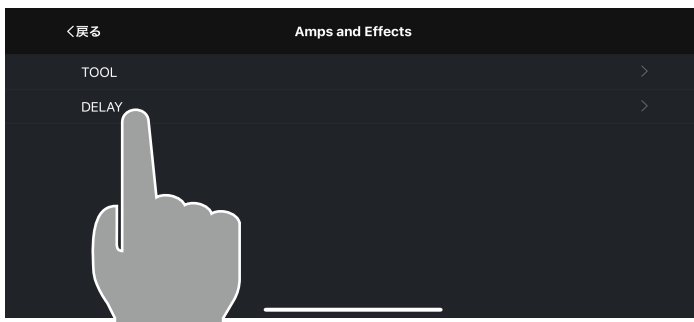 く戻る
Amps and Effects
TOOL
DELAY